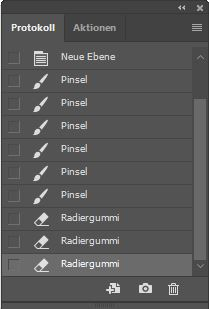 Protokoll Aktionen
Neue Ebene
Pinsel
Pinsel
Pinsel
Pinsel
Pinsel
Pinsel
Radiergummi
Radiergummi
Radiergummi